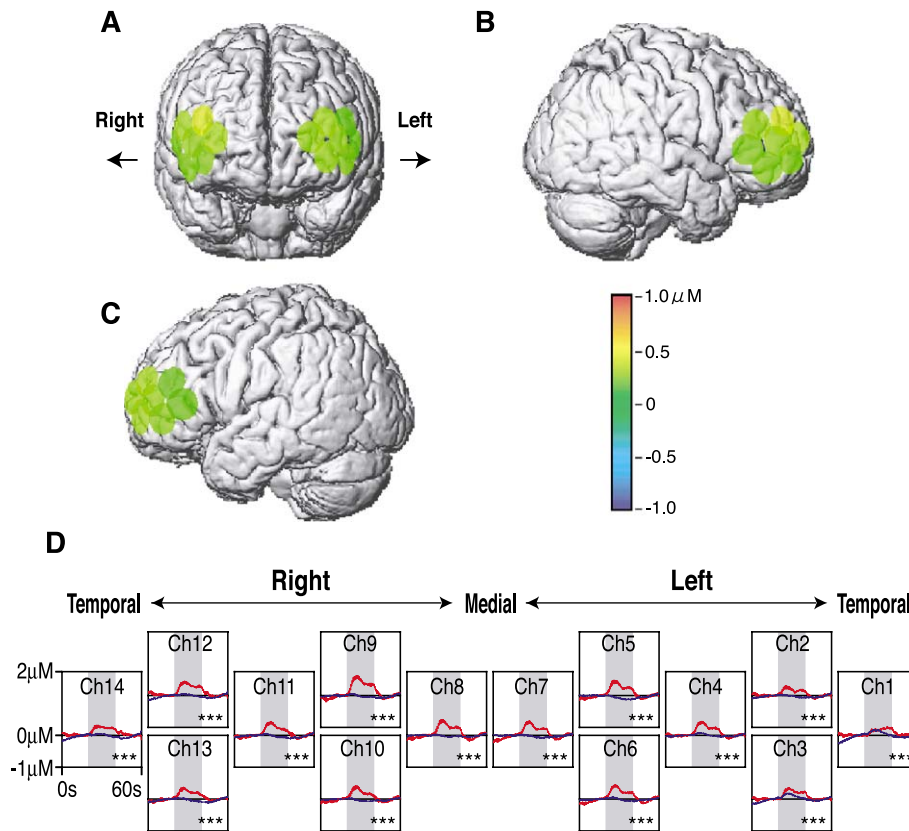 A
B
Right
Left
C
1.0 μM
0.5
0
-0.5
-1.0
D
Right
Left
Temporal
Medial
Temporal
Ch12
Ch9
Ch5
Ch2
2μM
Ch14
Ch11
Ch8
Ch7
Ch4
Ch1
***
***
***
***
0μM
Ch13
Ch10
Ch6
Ch3
***
***
***
***
***
***
-1μM
0s
60s
***
***
***
***